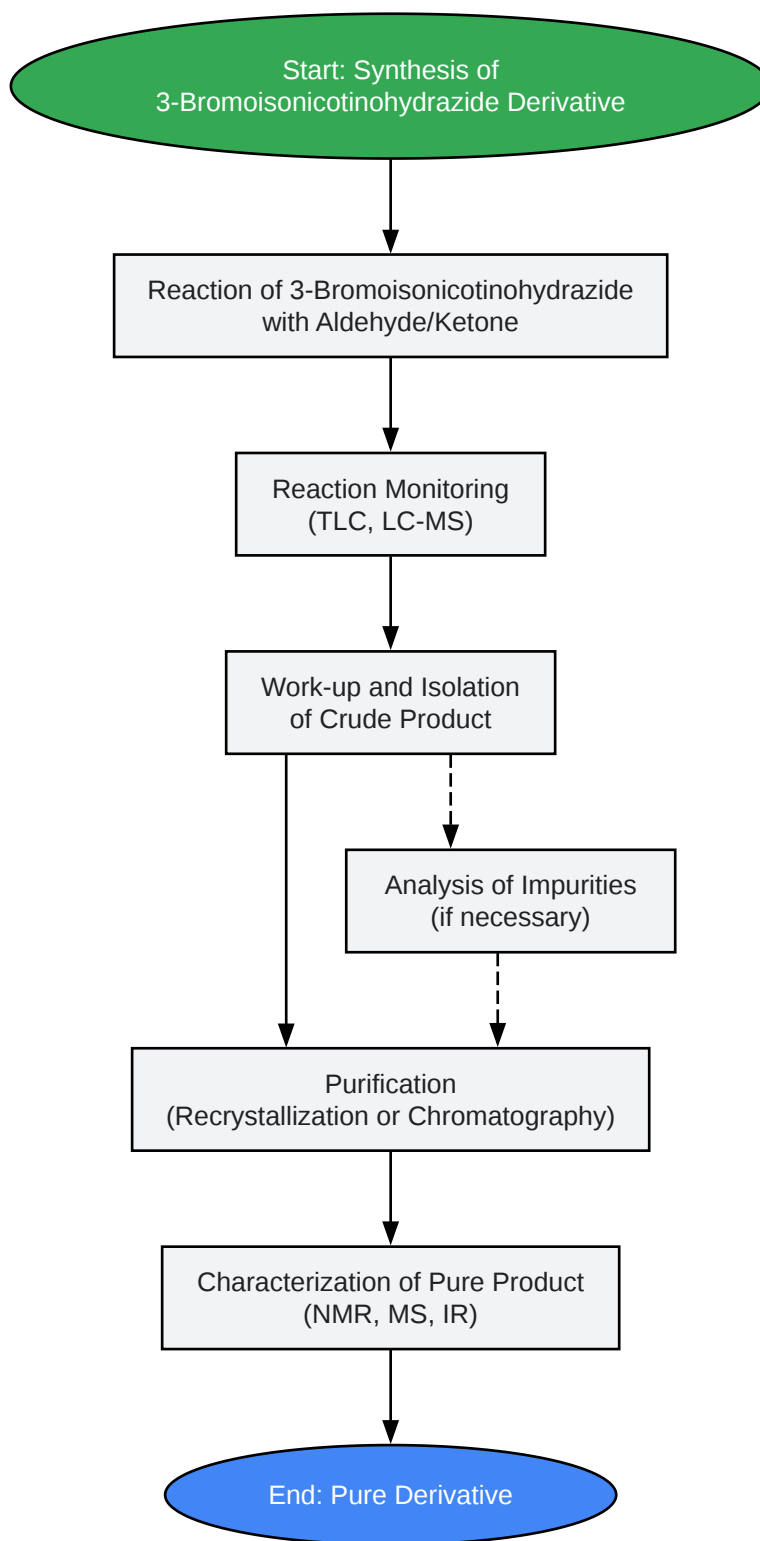 Start: Synthesis of
3-Bromoisonicotinohydrazide Derivative
Reaction of 3-Bromoisonicotinohydrazide
with Aldehyde/Ketone
Reaction Monitoring
(TLC, LC-MS)
Work-up and Isolation
of Crude Product
Analysis of Impurities
(if necessary)
Purification
(Recrystallization or Chromatography)
Characterization of Pure Product
(NMR, MS, IR)
End: Pure Derivative